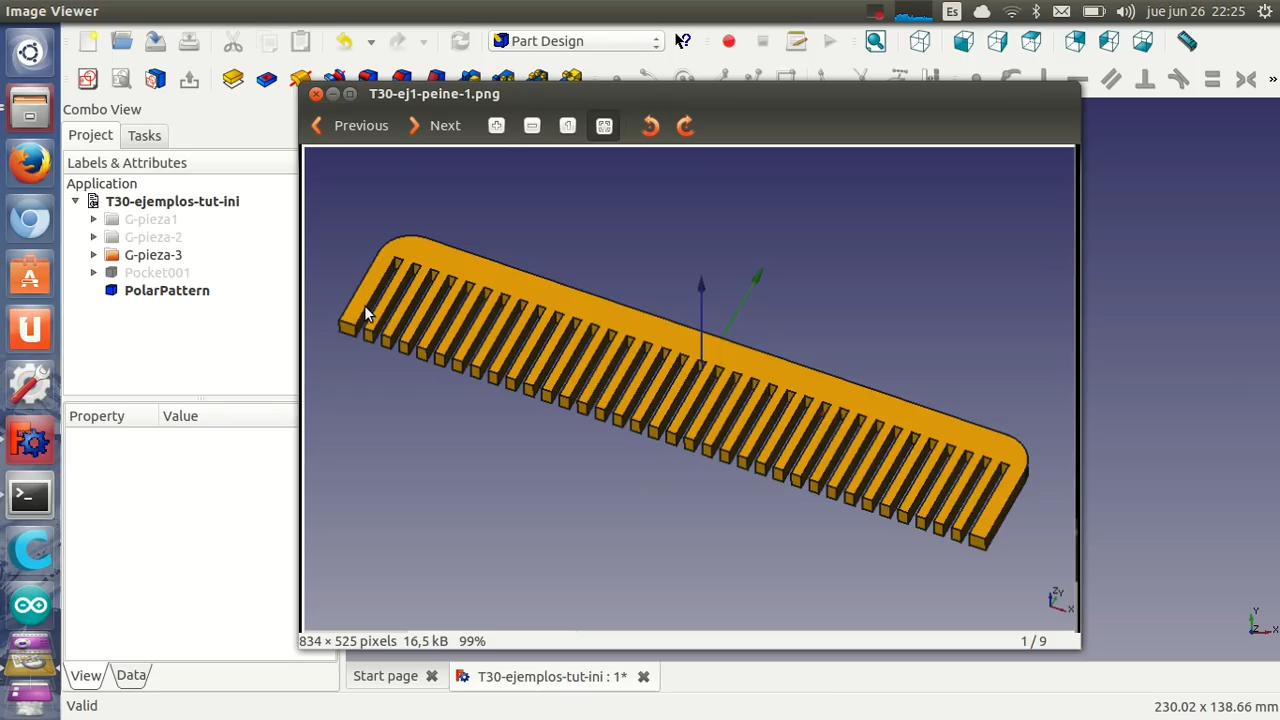 Image Viewer
Es
jue jun 26 22:25
Part Design
Combo View
T30-ej1-peine-1.png
Project
Tasks
Previous
Next
Labels & Attributes
Application
T30-ejemplos-tut-ini
G-pieza1
G-pieza-2
G-pieza-3
Pocket001
PolarPattern
Property
Value
834 × 525 pixels 16,5 kB 99%
1 / 9
View
Data
Start page
T30-ejemplos-tut-ini : 1*
Valid
230.02 x 138.66 mm